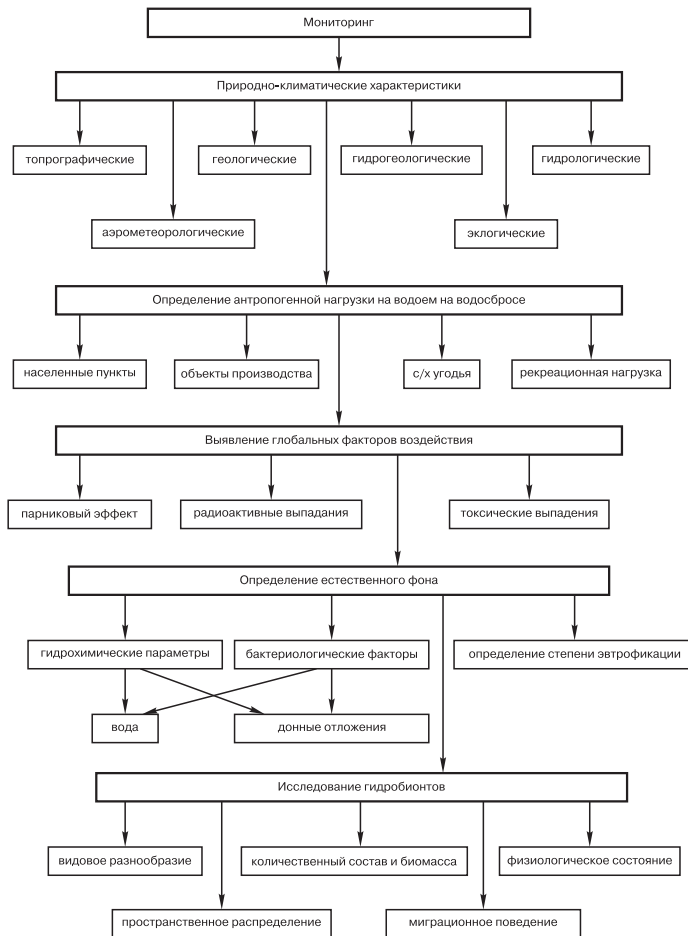 Мониторинг
Природно-климатические характеристики
топрографические
геологические
гидрогеологические
гидрологические
аэрометеорологические
эклогические
Определение антропогенной нагрузки на водоем на водосбросе
населенные пункты
объекты производства
с/х угодья
рекреационная нагрузка
Выявление глобальных факторов воздействия
парниковый эффект
радиоактивные выпадания
токсические выпадения
Определение естественного фона
гидрохимические параметры
бактериологические факторы
определение степени эвтрофикации
вода
донные отложения
Исследование гидробионтов
видовое разнообразие
количественный состав и биомасса
физиологическое состояние
пространственное распределение
миграционное поведение